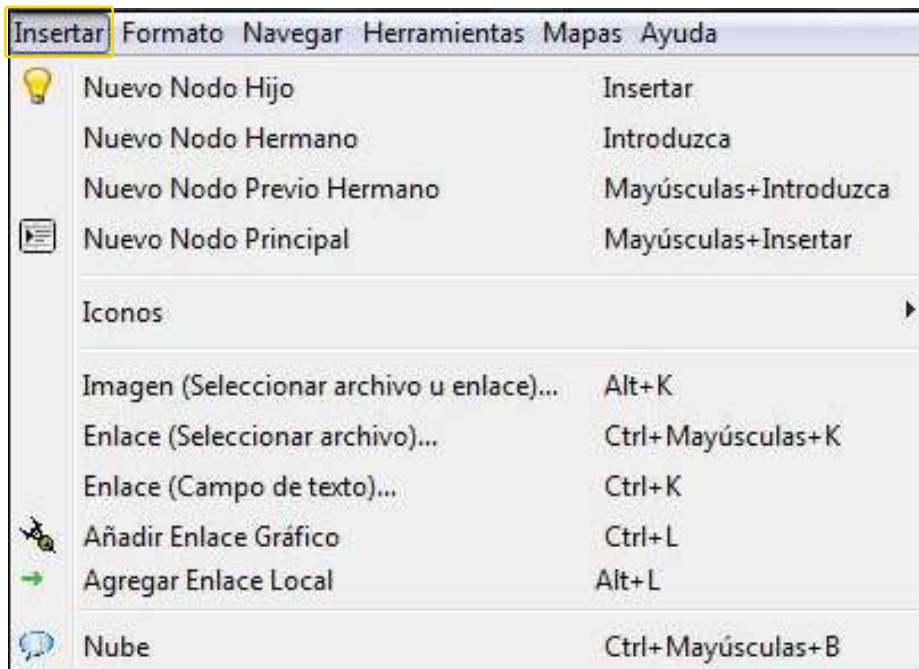 Insertar Formato Navegar Herramientas Mapas Ayuda
Nuevo Nodo Hijo Insertar
Nuevo Nodo Hermano Introduzca
Nuevo Nodo Previo Hermano Mayúsculas+Introduzca
Nuevo Nodo Principal Mayúsculas+Insertar
Iconos
Imagen (Seleccionar archivo u enlace)... Alt+K
Enlace (Seleccionar archivo)... Ctrl+Mayúsculas+K
Enlace (Campo de texto)... Ctrl+K
Añadir Enlace Gráfico Ctrl+L
Agregar Enlace Local Alt+L
Nube Ctrl+Mayúsculas+B